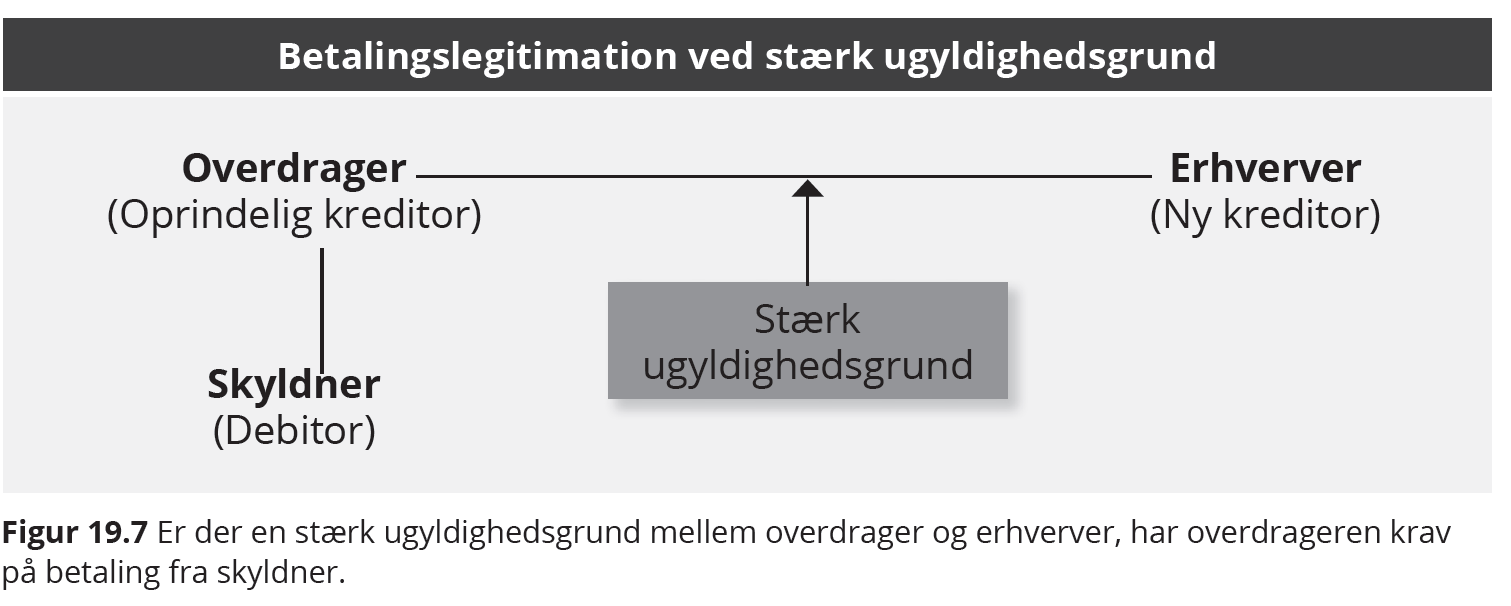 Betalingslegitimation ved stærk ugyldighedsgrund
Overdrager
(Oprindelig kreditor)
Erhverver
(Ny kreditor)
Stærk
ugyldighedsgrund
Skyldner
(Debitor)
Figur 19.7 Er der en stærk ugyldighedsgrund mellem overdrager og erhverver, har overdrageren krav
på betaling fra skyldner.